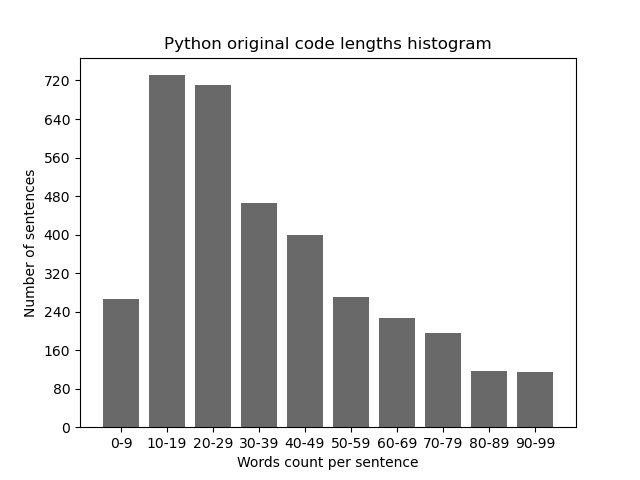 Python original code lengths histogram
720
640
560
480
400
320
240
160
80
0
Number of sentences
0-9 10-19 20-29 30-39 40-49 50-59 60-69 70-79 80-89 90-99
Words count per sentence